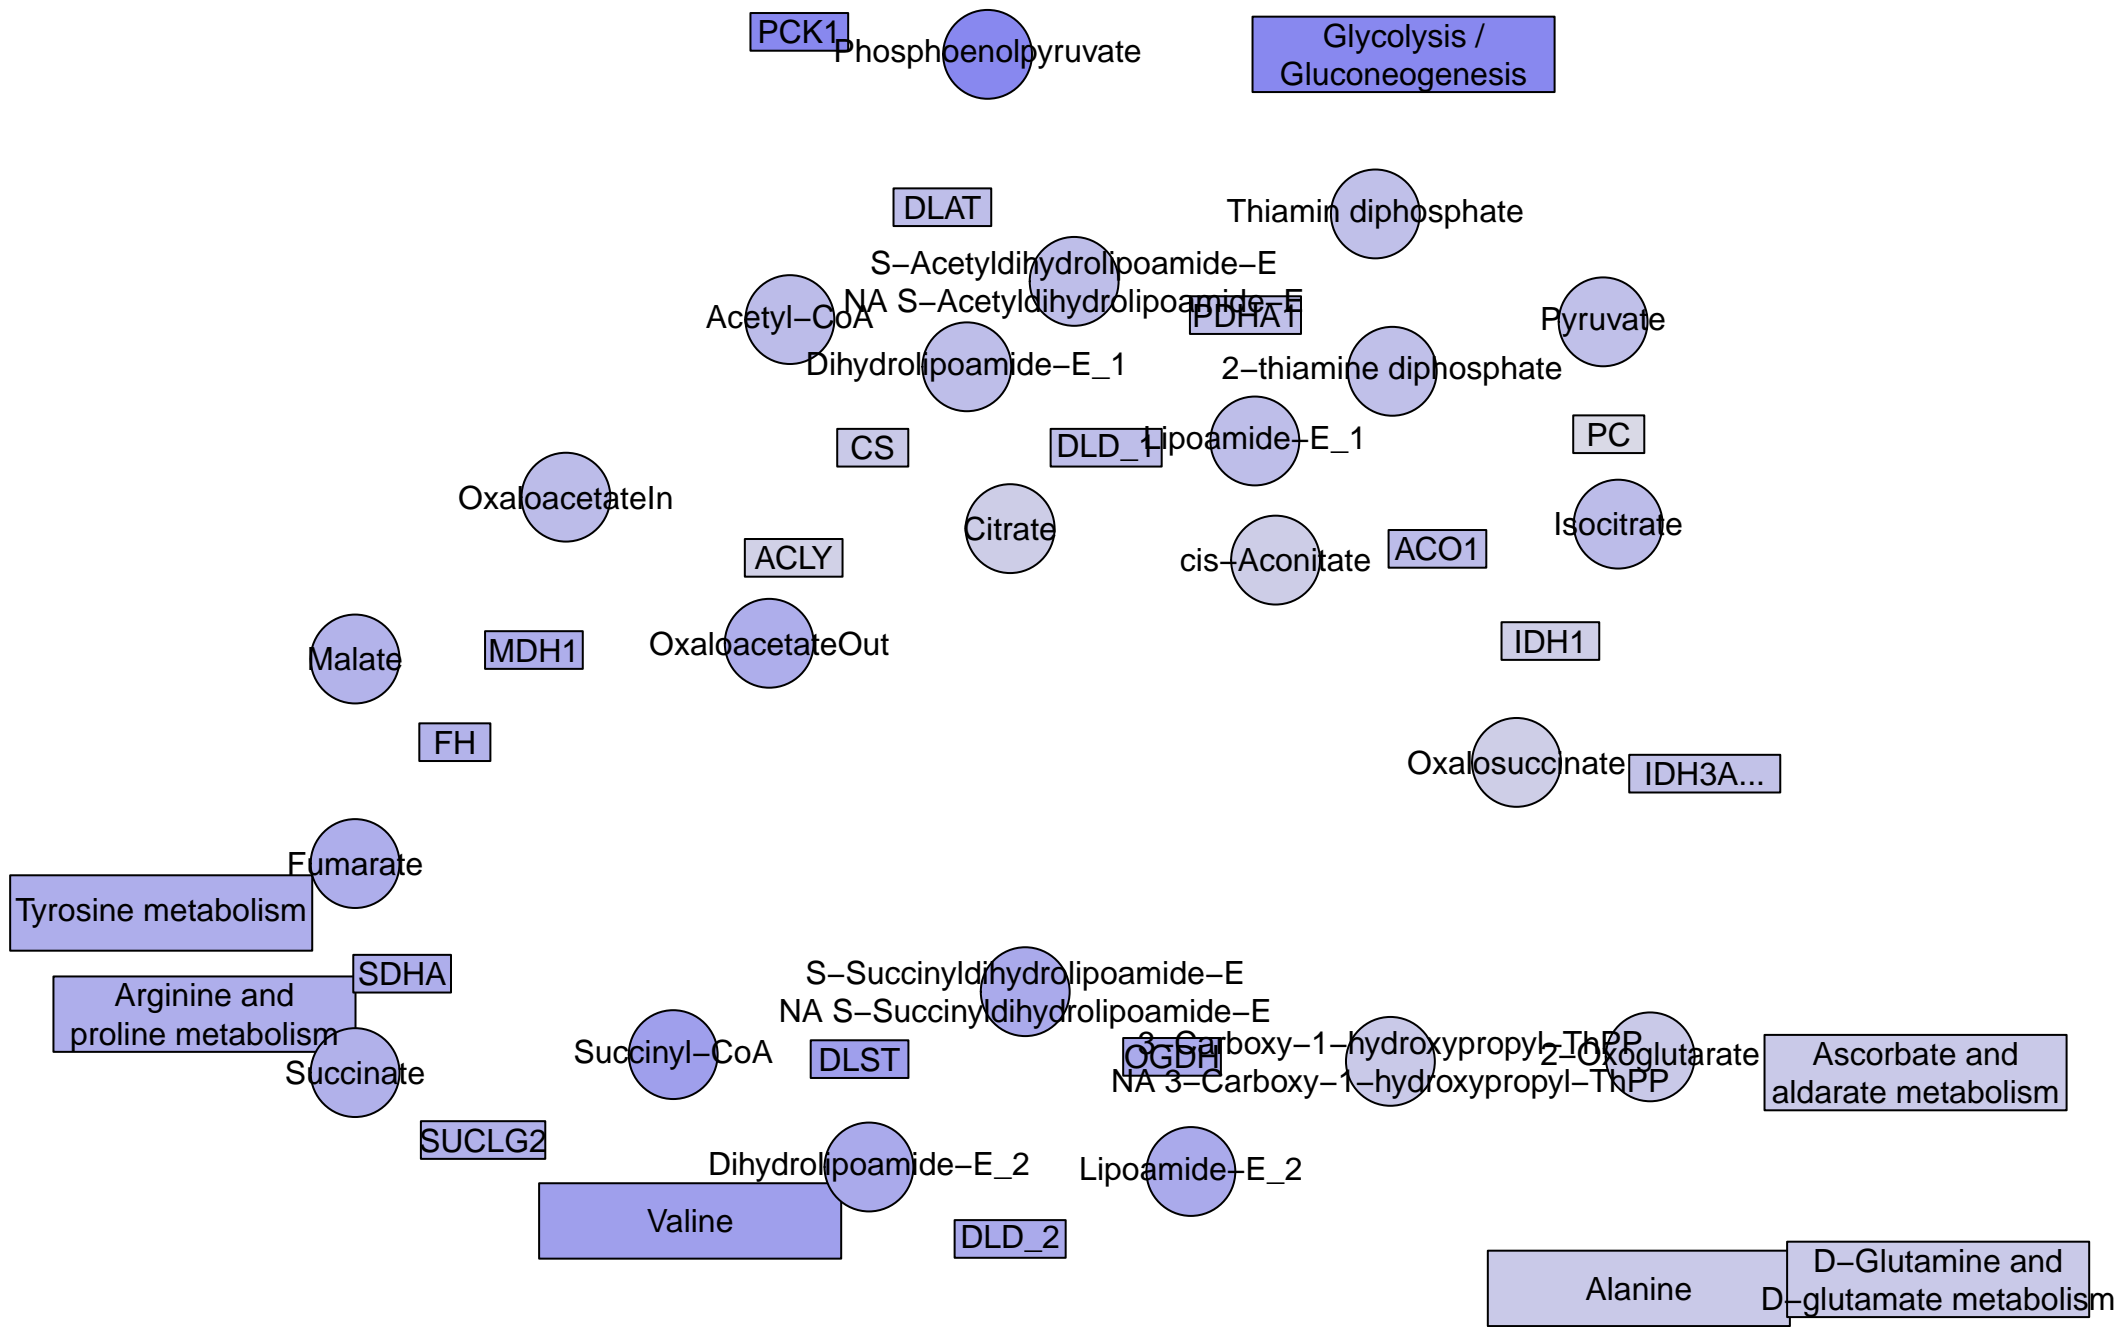 PCK1
Phosphoenolpyruvate
Glycolysis /
Gluconeogenesis
DLAT
Thiamin diphosphate
S−Acetyldihydrolipoamide−E
NA S−Acetyldihydrolipoamide−E
Acetyl−CoA
PDHA1
Pyruvate
Dihydrolipoamide−E_1
2−thiamine diphosphate
CS
DLD_1
Lipoamide−E_1
PC
OxaloacetateIn
Citrate
Isocitrate
ACLY
cis−Aconitate
ACO1
Malate
MDH1
OxaloacetateOut
IDH1
FH
Oxalosuccinate
IDH3A...
Fumarate
Tyrosine metabolism
SDHA
Arginine and
proline metabolism
Succinate
S−Succinyldihydrolipoamide−E
NA S−Succinyldihydrolipoamide−E
Succinyl−CoA
DLST
OGDH
3−Carboxy−1−hydroxypropyl−ThPP
NA 3−Carboxy−1−hydroxypropyl−ThPP
2−Oxoglutarate
Ascorbate and
aldarate metabolism
SUCLG2
Dihydrolipoamide−E_2
Lipoamide−E_2
Valine
DLD_2
Alanine
D−Glutamine and
D−glutamate metabolism